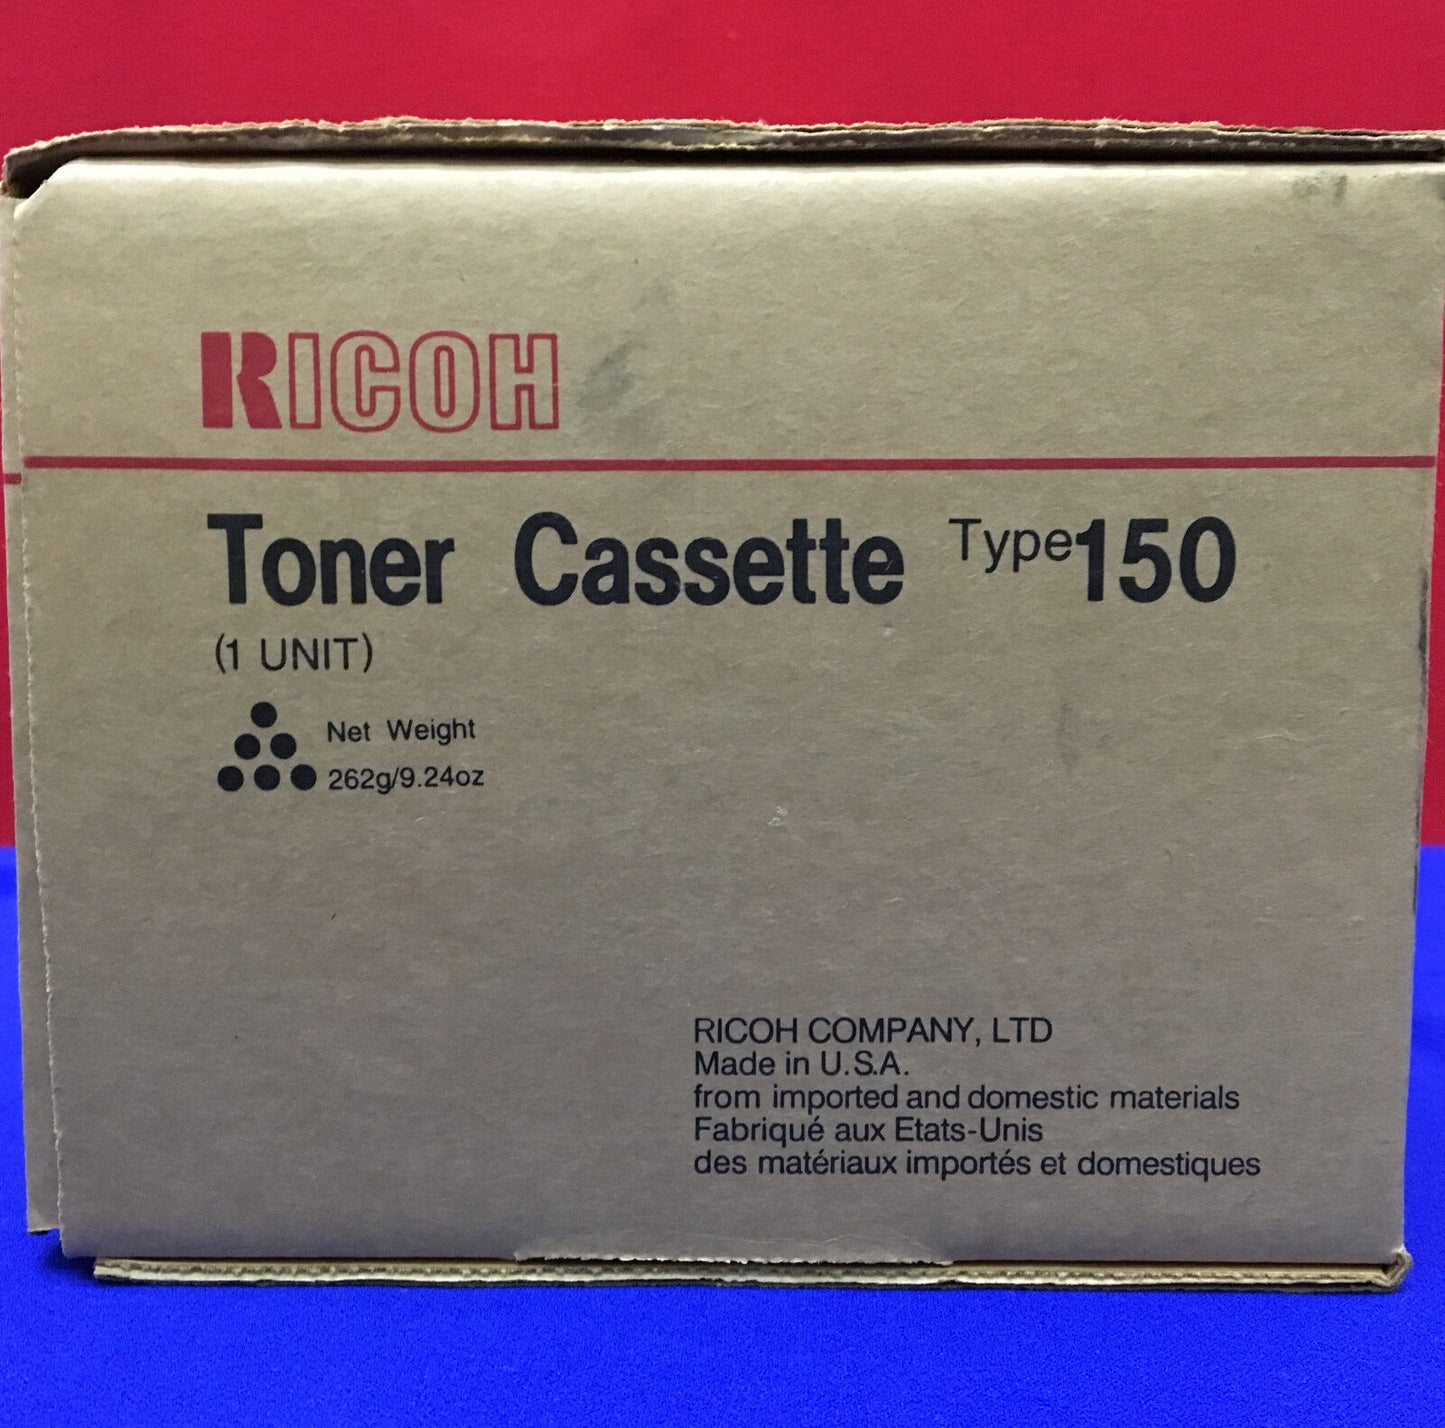 RICOH
Toner Cassette Type150
(1 UNIT)
Net Weight
262g/9.24oz
RICOH COMPANY, LTD
Made in U.S.A.
from imported and domestic materials
Fabriqué aux Etats-Unis
des matériaux importés et domestiques